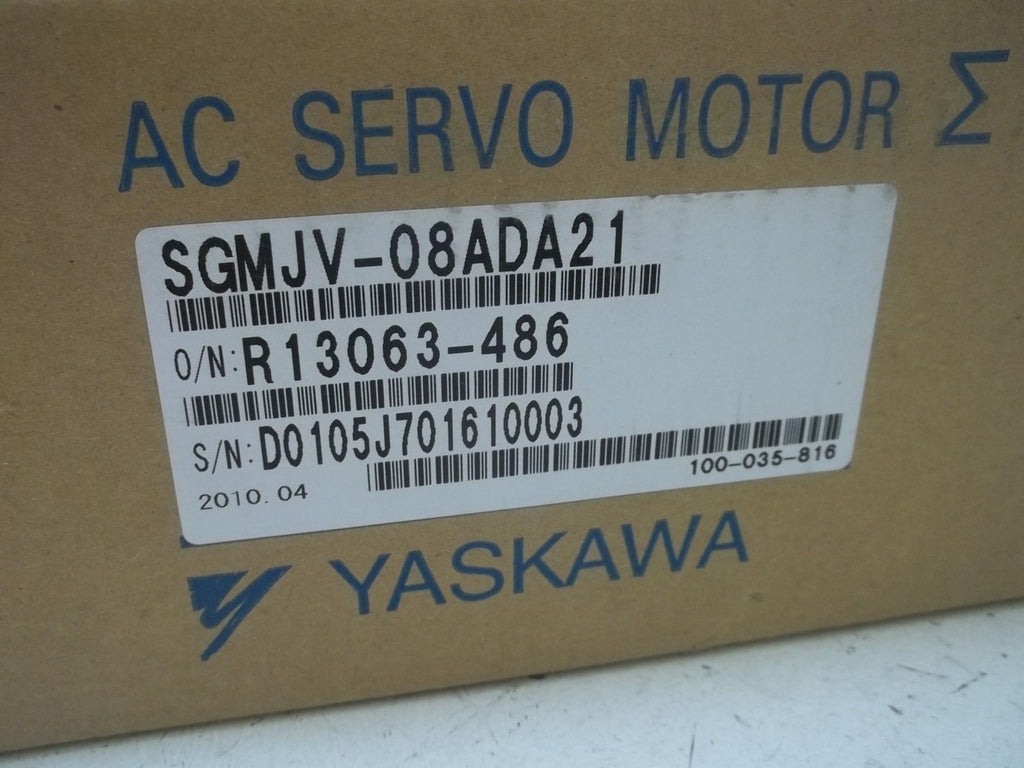 AC SERVO MOTOR Σ
SGMJV-08ADA21
O/N:R13063-486
S/N:D0105J701610003
2010.04
100-035-816
YASKAWA